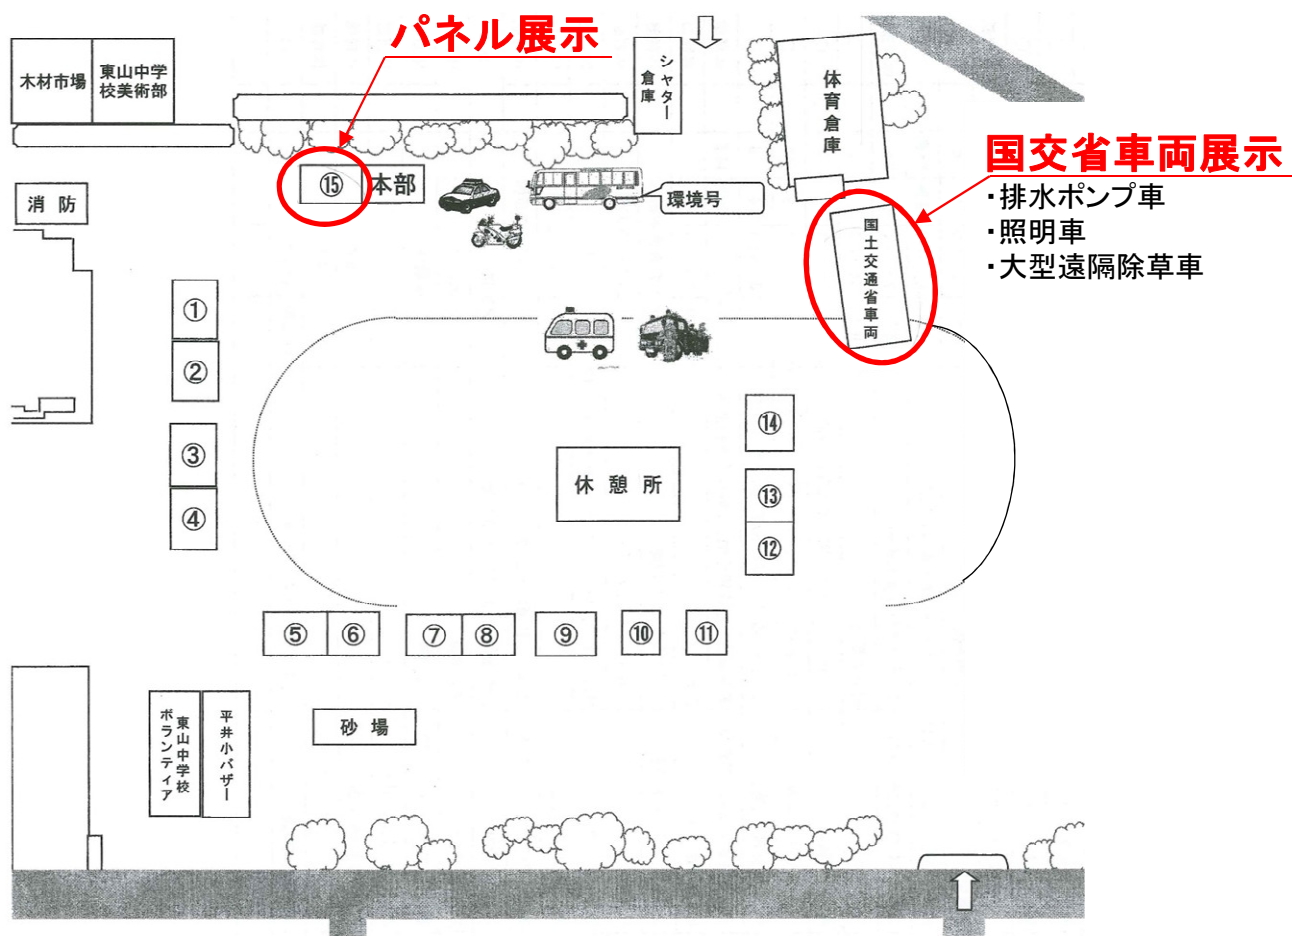 パネル展示
木材市場
東山中学
校美術部
シャッター
倉庫
体育倉庫
国交省車両展示
・排水ポンプ車
・照明車
・大型遠隔除草車
消防
⑮
本部
環境号
国土交通省車両
①
②
③
④
⑭
⑬
⑫
休憩所
⑤
⑥
⑦
⑧
⑨
⑩
⑪
東山中学校
ボランティア
平井小バザー
砂場